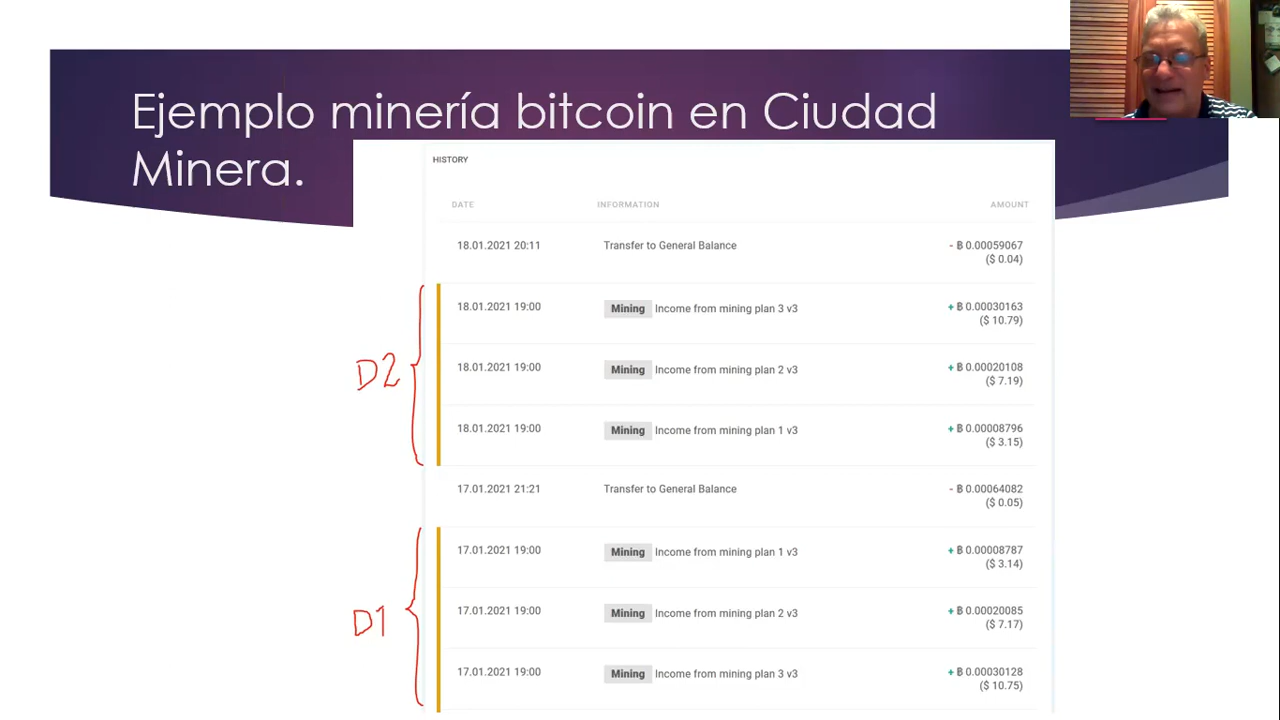 Ejemplo minería bitcoin en Ciudad
Minera.
HISTORY
DATE INFORMATION AMOUNT
18.01.2021 20:11 Transfer to General Balance - ₿ 0.00059067
($ 0.04)
18.01.2021 19:00 Mining Income from mining plan 3 v3 + ₿ 0.00030163
($ 10.79)
18.01.2021 19:00 Mining Income from mining plan 2 v3 + ₿ 0.00020108
($ 7.19)
D2
18.01.2021 19:00 Mining Income from mining plan 1 v3 + ₿ 0.00008796
($ 3.15)
17.01.2021 21:21 Transfer to General Balance - ₿ 0.00064082
($ 0.05)
17.01.2021 19:00 Mining Income from mining plan 1 v3 + ₿ 0.00008787
($ 3.14)
17.01.2021 19:00 Mining Income from mining plan 2 v3 + ₿ 0.00020085
($ 7.17)
D1
17.01.2021 19:00 Mining Income from mining plan 3 v3 + ₿ 0.00030128
($ 10.75)